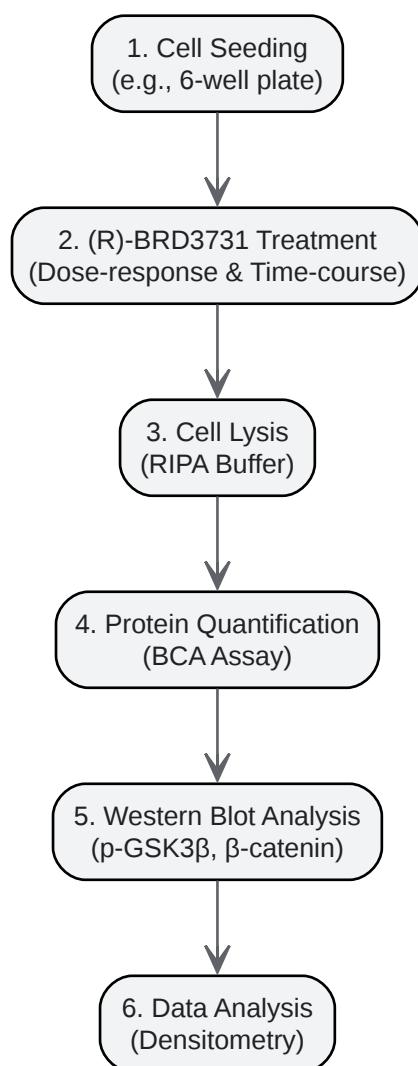 1. Cell Seeding
(e.g., 6-well plate)
2. (R)-BRD3731 Treatment
(Dose-response & Time-course)
3. Cell Lysis
(RIPA Buffer)
4. Protein Quantification
(BCA Assay)
5. Western Blot Analysis
(p-GSK3β, β-catenin)
6. Data Analysis
(Densitometry)